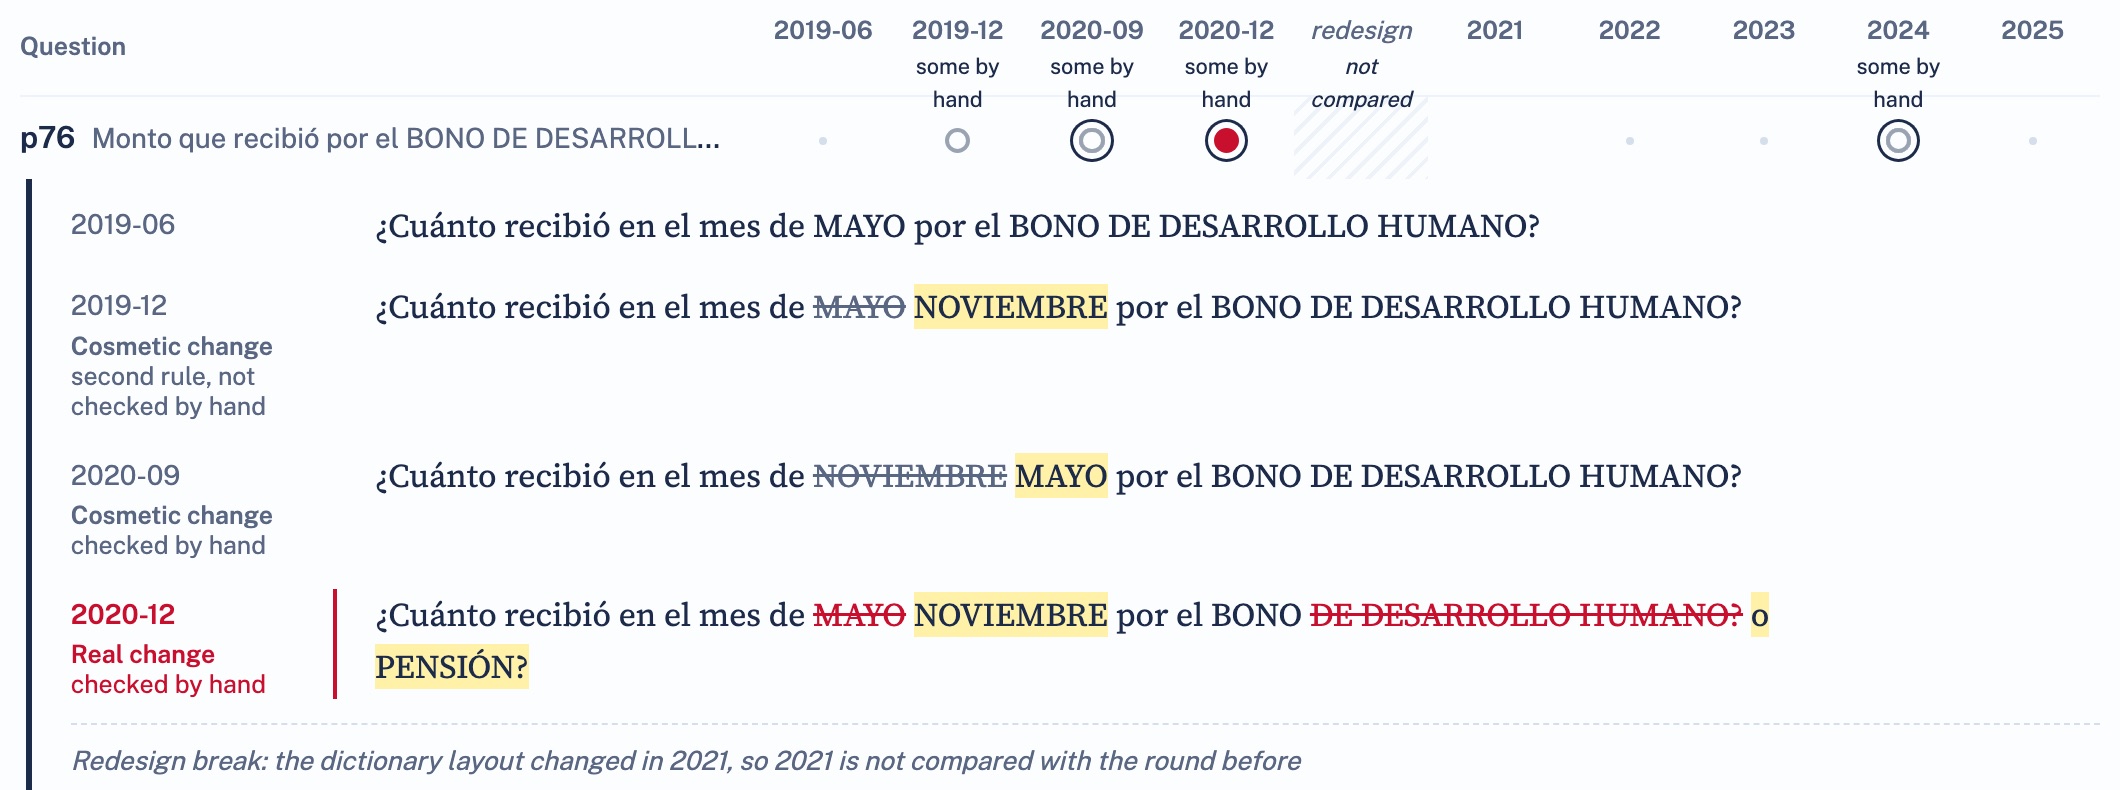 Question 2019-06 2019-12 2020-09 2020-12 redesign 2021 2022 2023 2024 2025
some by some by some by not some by
hand hand hand compared hand
p76 Monto que recibió por el BONO DE DESARROLL...
2019-06 ¿Cuánto recibió en el mes de MAYO por el BONO DE DESARROLLO HUMANO?
2019-12 ¿Cuánto recibió en el mes de MAYO NOVIEMBRE por el BONO DE DESARROLLO HUMANO?
Cosmetic change
second rule, not
checked by hand
2020-09 ¿Cuánto recibió en el mes de NOVIEMBRE MAYO por el BONO DE DESARROLLO HUMANO?
Cosmetic change
checked by hand
2020-12 ¿Cuánto recibió en el mes de MAYO NOVIEMBRE por el BONO DE DESARROLLO HUMANO? o
PENSIÓN?
Real change
checked by hand
Redesign break: the dictionary layout changed in 2021, so 2021 is not compared with the round before